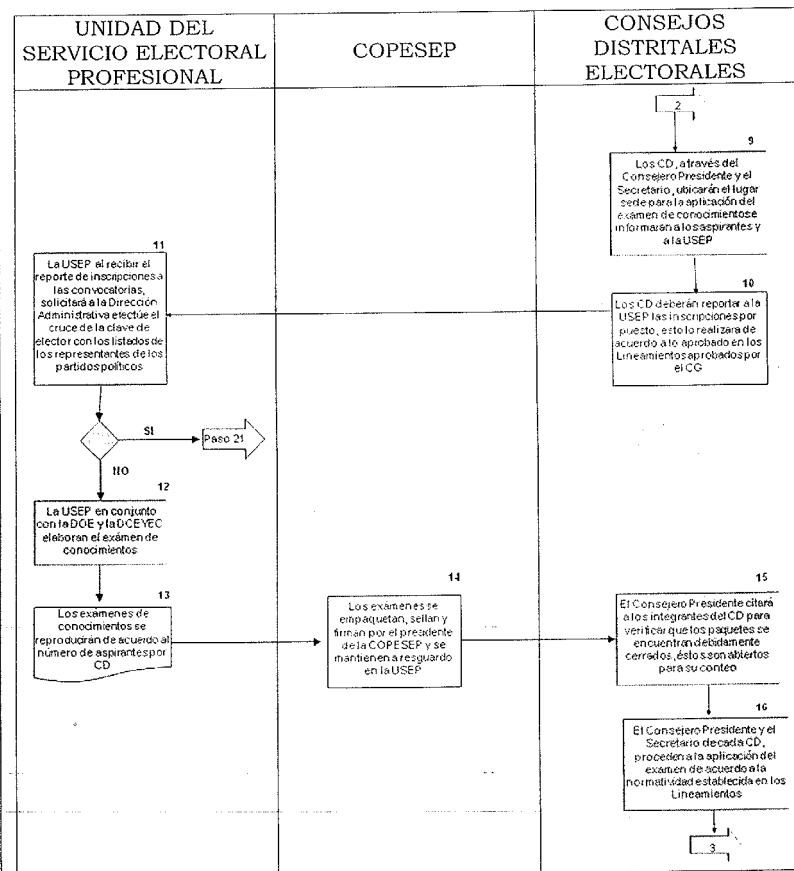 UNIDAD DEL
SERVICIO ELECTORAL
PROFESIONAL
COPESEP
CONSEJOS
DISTRITALES
ELECTORALES
2
9
Los CD, através del
Consejero Presidente y el
Secretario, ubicarán el lugar
sede para la aplicación del
examen de conocimientos e
informarán a los aspirantes y
a la USEP
10
Los CD deberán reportar a la
USEP las inscripciones por
puesto, esto lo realizara de
acuerdo a lo aprobado en los
Lineamientos aprobados por
el CG
11
La USEP al recibir el
reporte de inscripciones a
las convocatorias,
solicitará a la Dirección
Administrativa efectúe el
cruce de la clave de
elector con los listados de
los representantes de los
partidos políticos
SI
Paso 21
NO
12
La USEP en conjunto
con la DOE y la DCEYEC
elaboran el exámen de
conocimientos
13
Los exámenes de
conocimientos se
reproducirán de acuerdo al
número de aspirantes por
CD
14
Los exámenes se
empaquetan, sellan y
firman por el presidente
de la COPESEP y se
mantienen a resguardo
en la USEP
15
El Consejero Presidente citará
a los integrantes del CD para
verificar que los paquetes se
encuentran debidamente
cerrados, éstos son abiertos
para su conteo
16
El Consejero Presidente y el
Secretario de cada CD,
proceden a la aplicación del
examen de acuerdo a la
normatividad establecida en los
Lineamientos
3